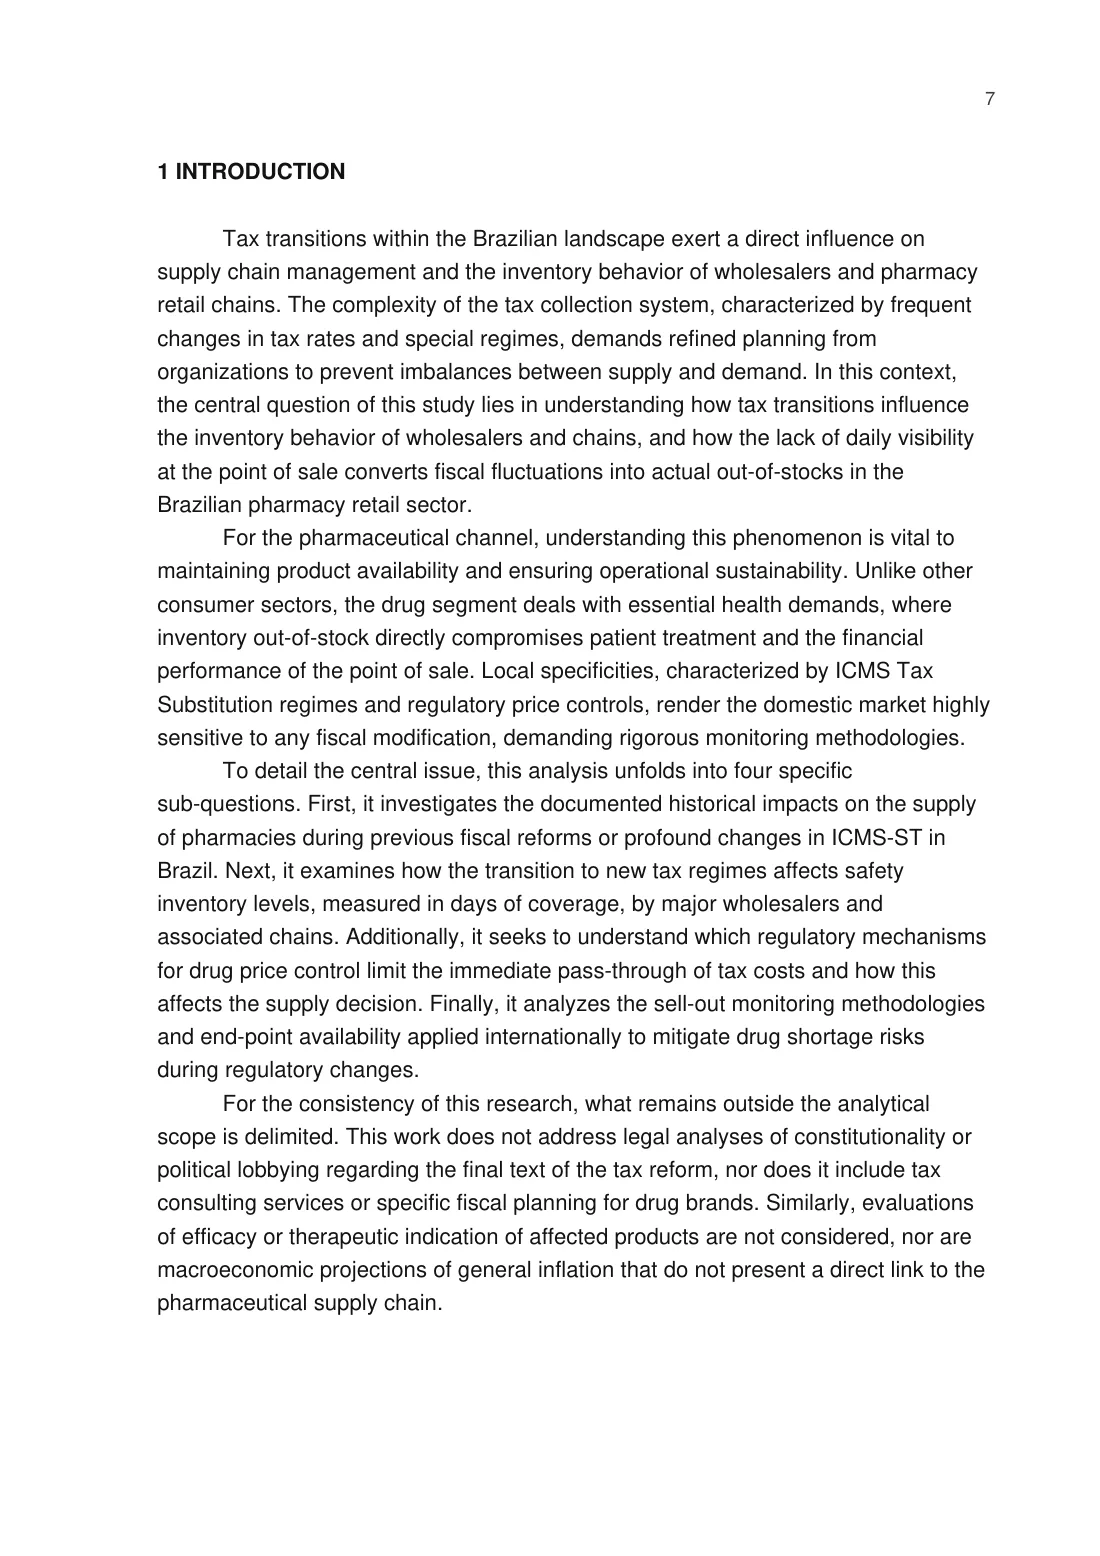 7
1 INTRODUCTION
Tax transitions within the Brazilian landscape exert a direct influence on
supply chain management and the inventory behavior of wholesalers and pharmacy
retail chains. The complexity of the tax collection system, characterized by frequent
changes in tax rates and special regimes, demands refined planning from
organizations to prevent imbalances between supply and demand. In this context,
the central question of this study lies in understanding how tax transitions influence
the inventory behavior of wholesalers and chains, and how the lack of daily visibility
at the point of sale converts fiscal fluctuations into actual out-of-stocks in the
Brazilian pharmacy retail sector.
For the pharmaceutical channel, understanding this phenomenon is vital to
maintaining product availability and ensuring operational sustainability. Unlike other
consumer sectors, the drug segment deals with essential health demands, where
inventory out-of-stock directly compromises patient treatment and the financial
performance of the point of sale. Local specificities, characterized by ICMS Tax
Substitution regimes and regulatory price controls, render the domestic market highly
sensitive to any fiscal modification, demanding rigorous monitoring methodologies.
To detail the central issue, this analysis unfolds into four specific
sub-questions. First, it investigates the documented historical impacts on the supply
of pharmacies during previous fiscal reforms or profound changes in ICMS-ST in
Brazil. Next, it examines how the transition to new tax regimes affects safety
inventory levels, measured in days of coverage, by major wholesalers and
associated chains. Additionally, it seeks to understand which regulatory mechanisms
for drug price control limit the immediate pass-through of tax costs and how this
affects the supply decision. Finally, it analyzes the sell-out monitoring methodologies
and end-point availability applied internationally to mitigate drug shortage risks
during regulatory changes.
For the consistency of this research, what remains outside the analytical
scope is delimited. This work does not address legal analyses of constitutionality or
political lobbying regarding the final text of the tax reform, nor does it include tax
consulting services or specific fiscal planning for drug brands. Similarly, evaluations
of efficacy or therapeutic indication of affected products are not considered, nor are
macroeconomic projections of general inflation that do not present a direct link to the
pharmaceutical supply chain.